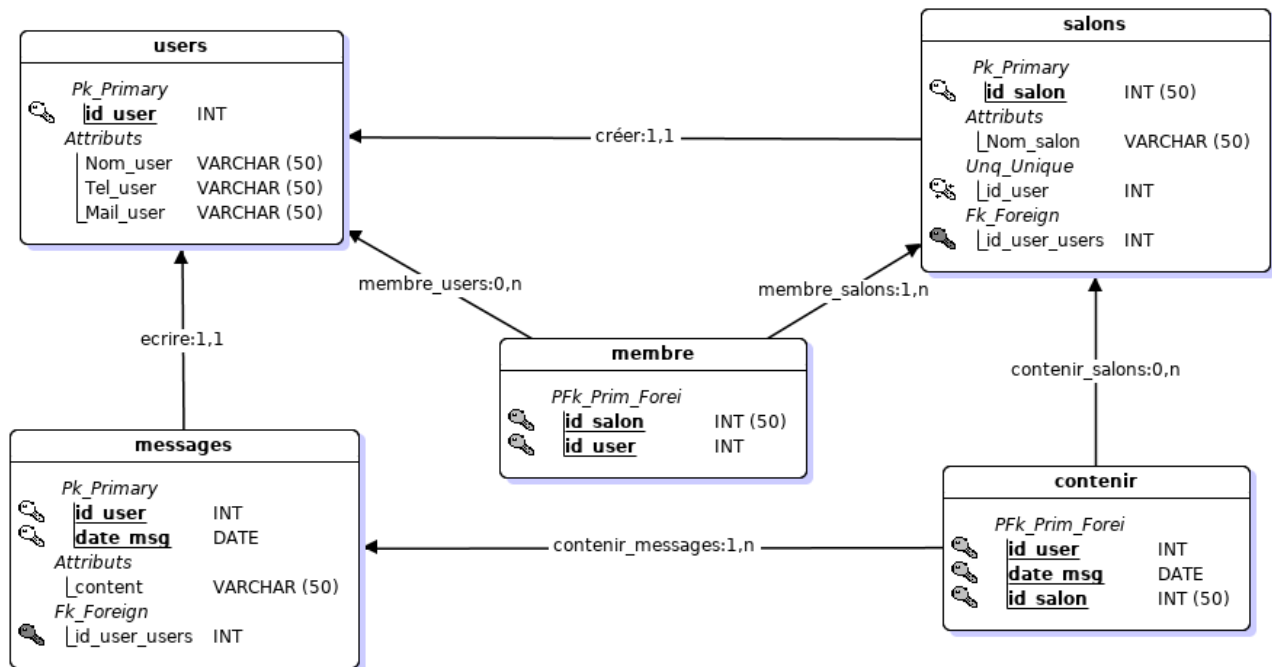 users
Pk_Primary
id_user INT
Attributs
Nom_user VARCHAR (50)
Tel_user VARCHAR (50)
Mail_user VARCHAR (50)
salons
Pk_Primary
id_salon INT (50)
Attributs
Nom_salon VARCHAR (50)
Unq_Unique
id_user INT
Fk_Foreign
id_user_users INT
créer:1,1
membre_users:0,n
membre_salons:1,n
ecrire:1,1
contenir_salons:0,n
membre
PFk_Prim_Forei
id_salon INT (50)
id_user INT
messages
Pk_Primary
id_user INT
date_msg DATE
Attributs
content VARCHAR (50)
Fk_Foreign
id_user_users INT
contenir_messages:1,n
contenir
PFk_Prim_Forei
id_user INT
date_msg DATE
id_salon INT (50)